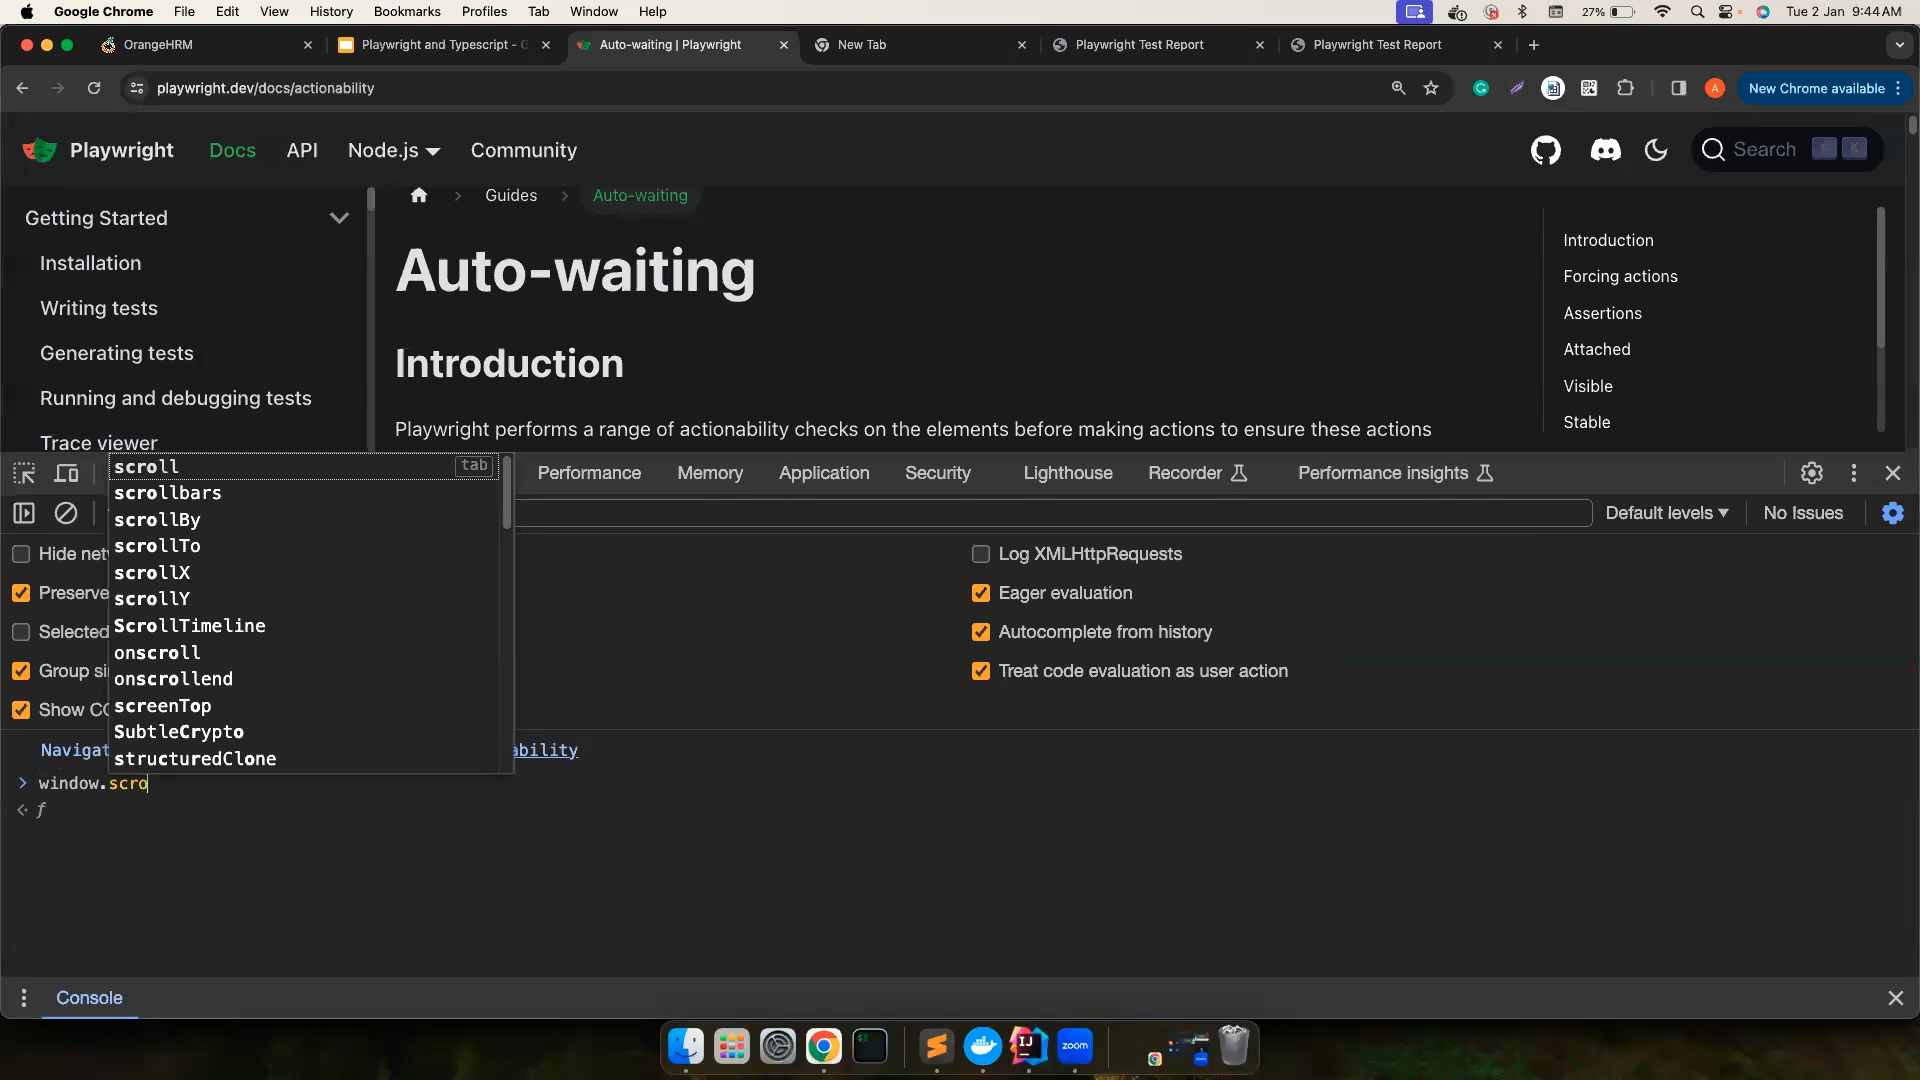 Google Chrome File Edit View History Bookmarks Profiles Tab Window Help 27% Tue 2 Jan 9:44 AM
OrangeHRM Playwright and Typescript - Auto-waiting | Playwright New Tab Playwright Test Report Playwright Test Report
playwright.dev/docs/actionability New Chrome available
A
Playwright Docs API Node.js Community Search K
Getting Started
Installation
Writing tests
Generating tests
Running and debugging tests
Trace viewer
Guides Auto-waiting
Auto-waiting
Introduction
Playwright performs a range of actionability checks on the elements before making actions to ensure these actions
Introduction
Forcing actions
Assertions
Attached
Visible
Stable
Performance Memory Application Security Lighthouse Recorder Performance insights
Default levels ▼ No Issues
Hide net
Preserve
Selected
Group si
Show CO
Log XMLHttpRequests
Eager evaluation
Autocomplete from history
Treat code evaluation as user action
scroll tab
scrollbars
scrollBy
scrollTo
scrollX
scrollY
ScrollTimeline
onscroll
onscrollend
screenTop
SubtleCrypto
structuredClone
Navigat ability
> window.scro
f
Console
IJ
zoom